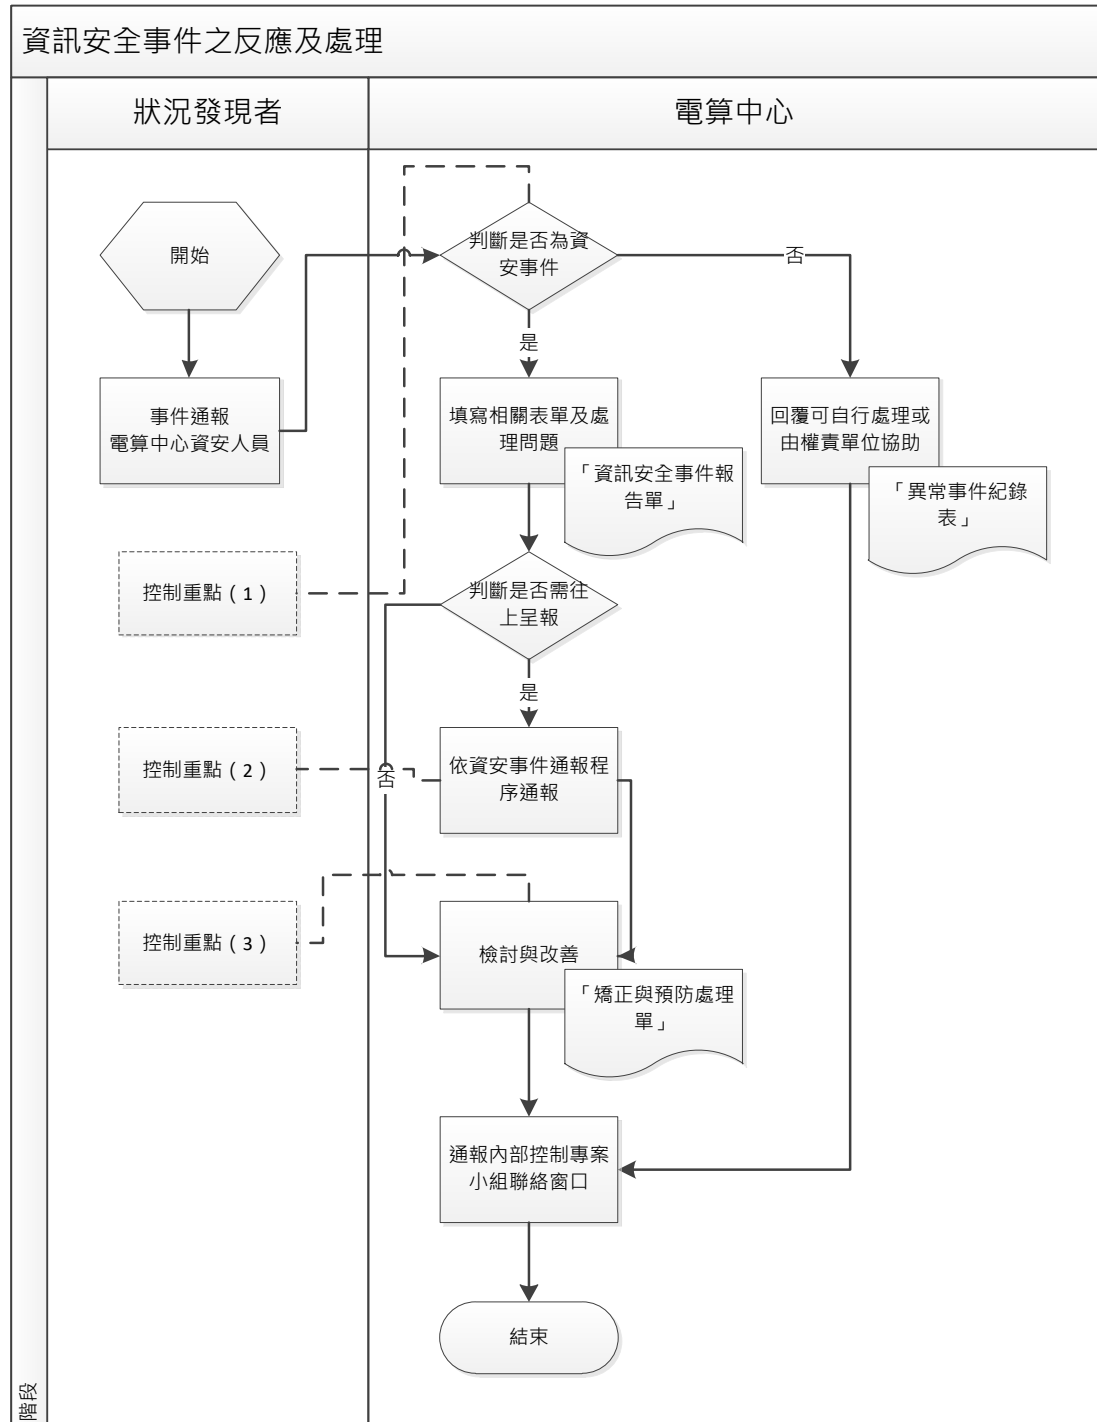 資訊安全事件之反應及處理
狀況發現者
電算中心
開始
判斷是否為資
安事件
否
是
事件通報
電算中心資安人員
填寫相關表單及處
理問題
「資訊安全事件報
告單」
回覆可自行處理或
由權責單位協助
「異常事件紀錄
表」
控制重點（1）
判斷是否需往
上呈報
是
控制重點（2）
否
依資安事件通報程
序通報
控制重點（3）
檢討與改善
「矯正與預防處理
單」
通報內部控制專案
小組聯絡窗口
結束
階段